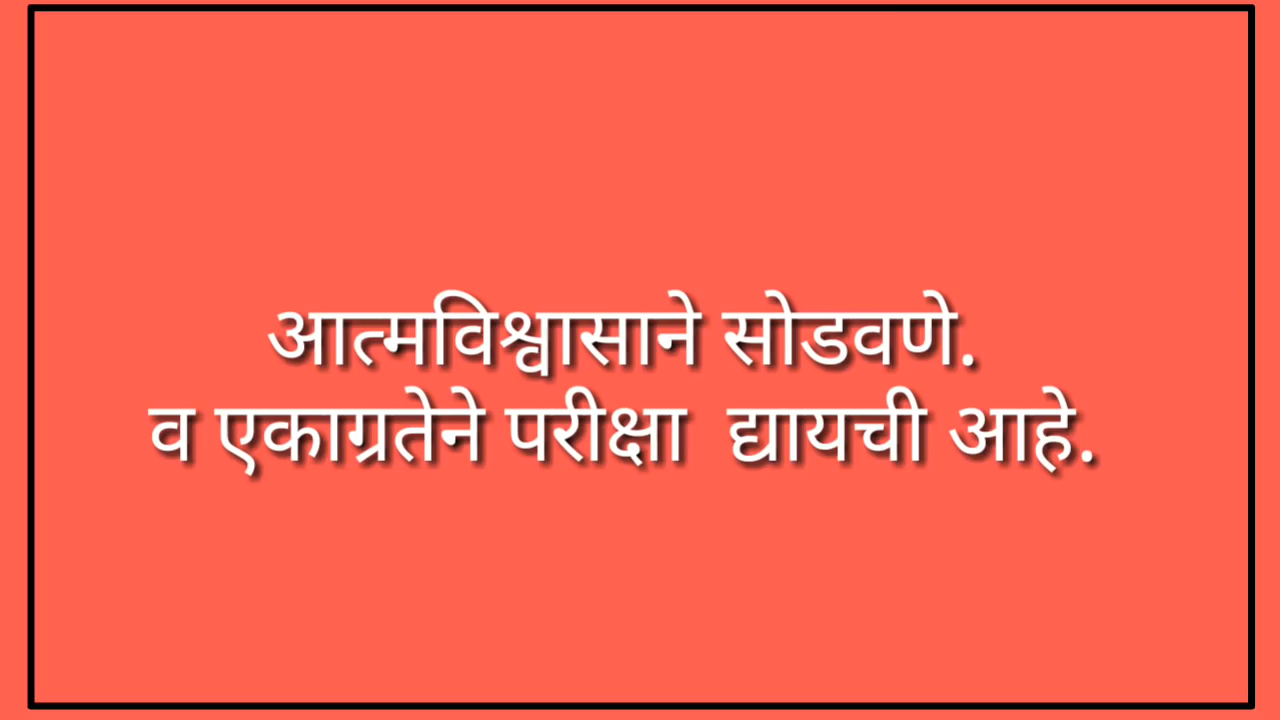 आत्मविश्वासाने सोडवणे.
व एकाग्रतेने परीक्षा द्यायची आहे.